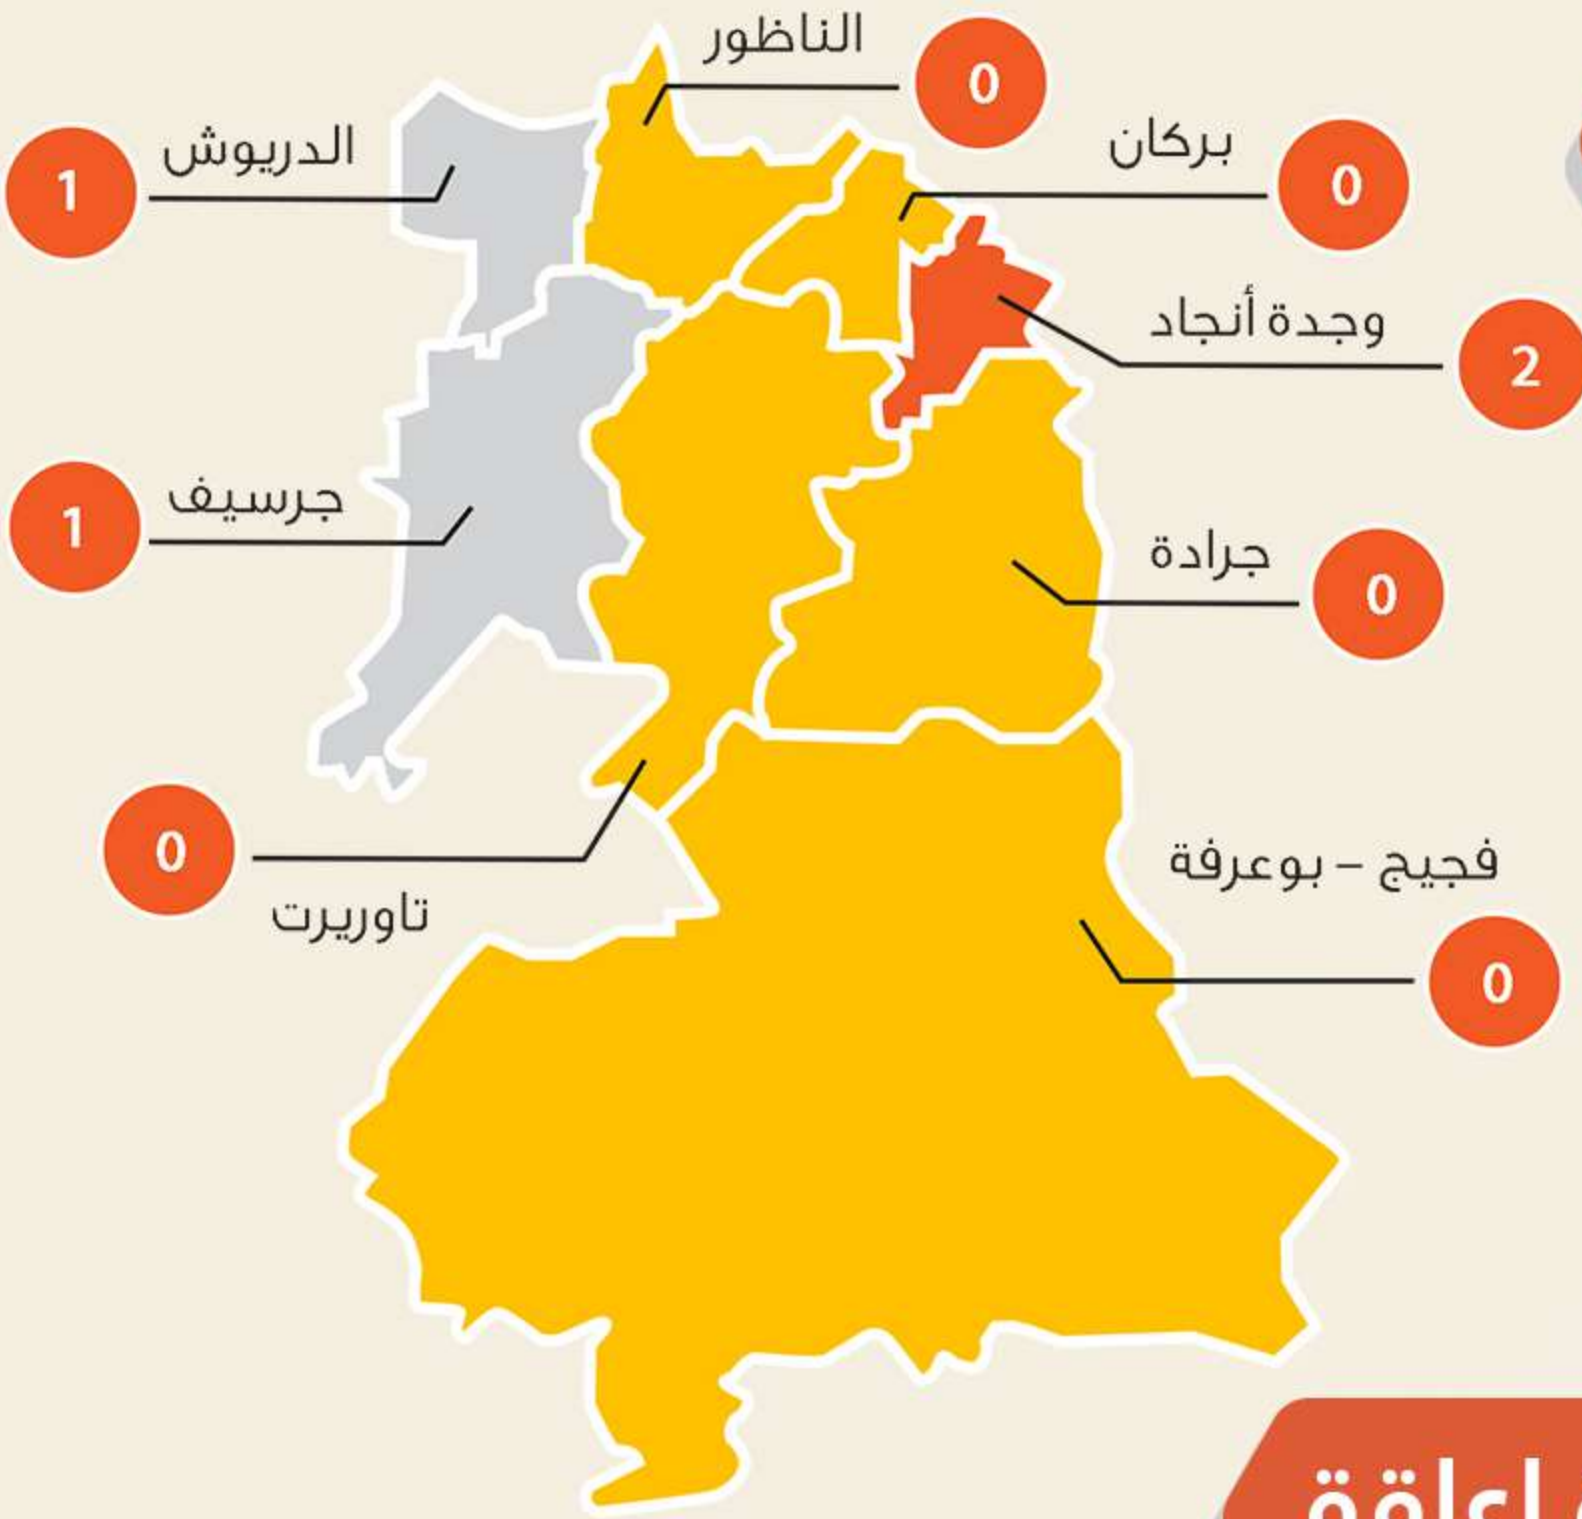 الناظور
0
بركان
0
الدريوش
1
وجدة أنجاد
2
جرسيف
1
جرادة
0
0
تاوريرت
فجيج – بوعرفة
0